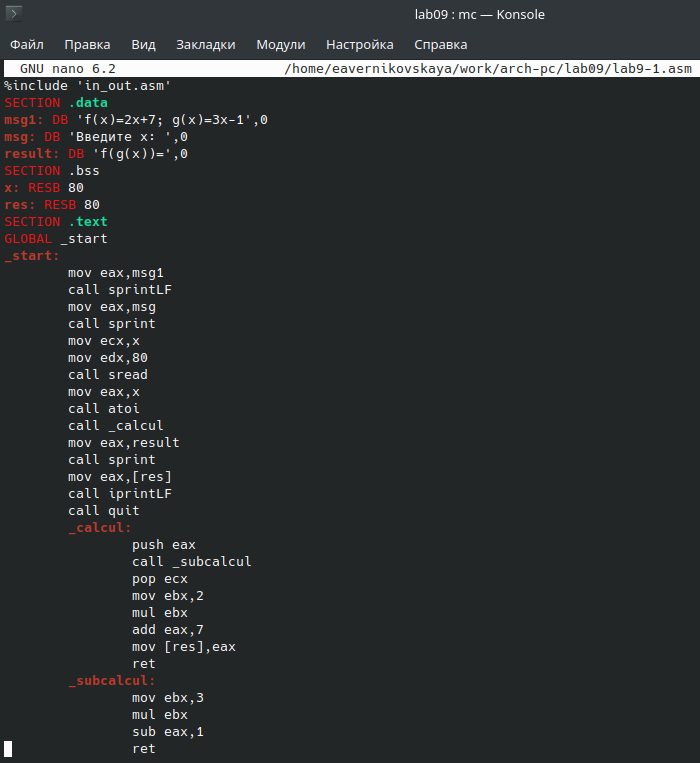 lab09 : mc — Konsole
Файл Правка Вид Закладки Модули Настройка Справка
GNU nano 6.2 /home/eavernikovskaya/work/arch-pc/lab09/lab9-1.asm
%include 'in_out.asm'
SECTION .data
msg1: DB 'f(x)=2x+7; g(x)=3x-1',0
msg: DB 'Введите x: ',0
result: DB 'f(g(x))=',0
SECTION .bss
x: RESB 80
res: RESB 80
SECTION .text
GLOBAL _start
_start:
mov eax,msg1
call sprintLF
mov eax,msg
call sprint
mov ecx,x
mov edx,80
call sread
mov eax,x
call atoi
call _calcul
mov eax,result
call sprint
mov eax,[res]
call iprintLF
call quit
_calcul:
push eax
call _subcalcul
pop ecx
mov ebx,2
mul ebx
add eax,7
mov [res],eax
ret
_subcalcul:
mov ebx,3
mul ebx
sub eax,1
ret